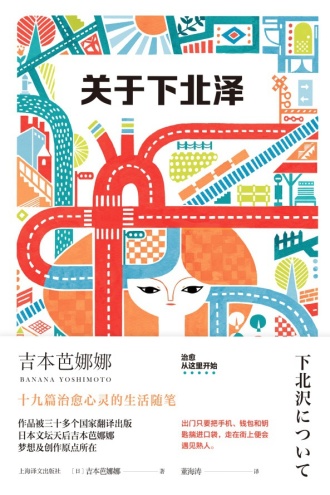 关于下北泽
吉本芭娜娜
BANANA YOSHIMOTO
十九篇治愈心灵的生活随笔
作品被三十多个国家翻译出版
日本文坛天后吉本芭娜娜
梦想及创作原点所在
治愈
从这里开始
出门只要把手机、钱包和钥
匙揣进口袋，走在街上便会
遇见熟人。
下北沢について
上海译文出版社
［日］吉本芭娜娜 著
董海涛 译